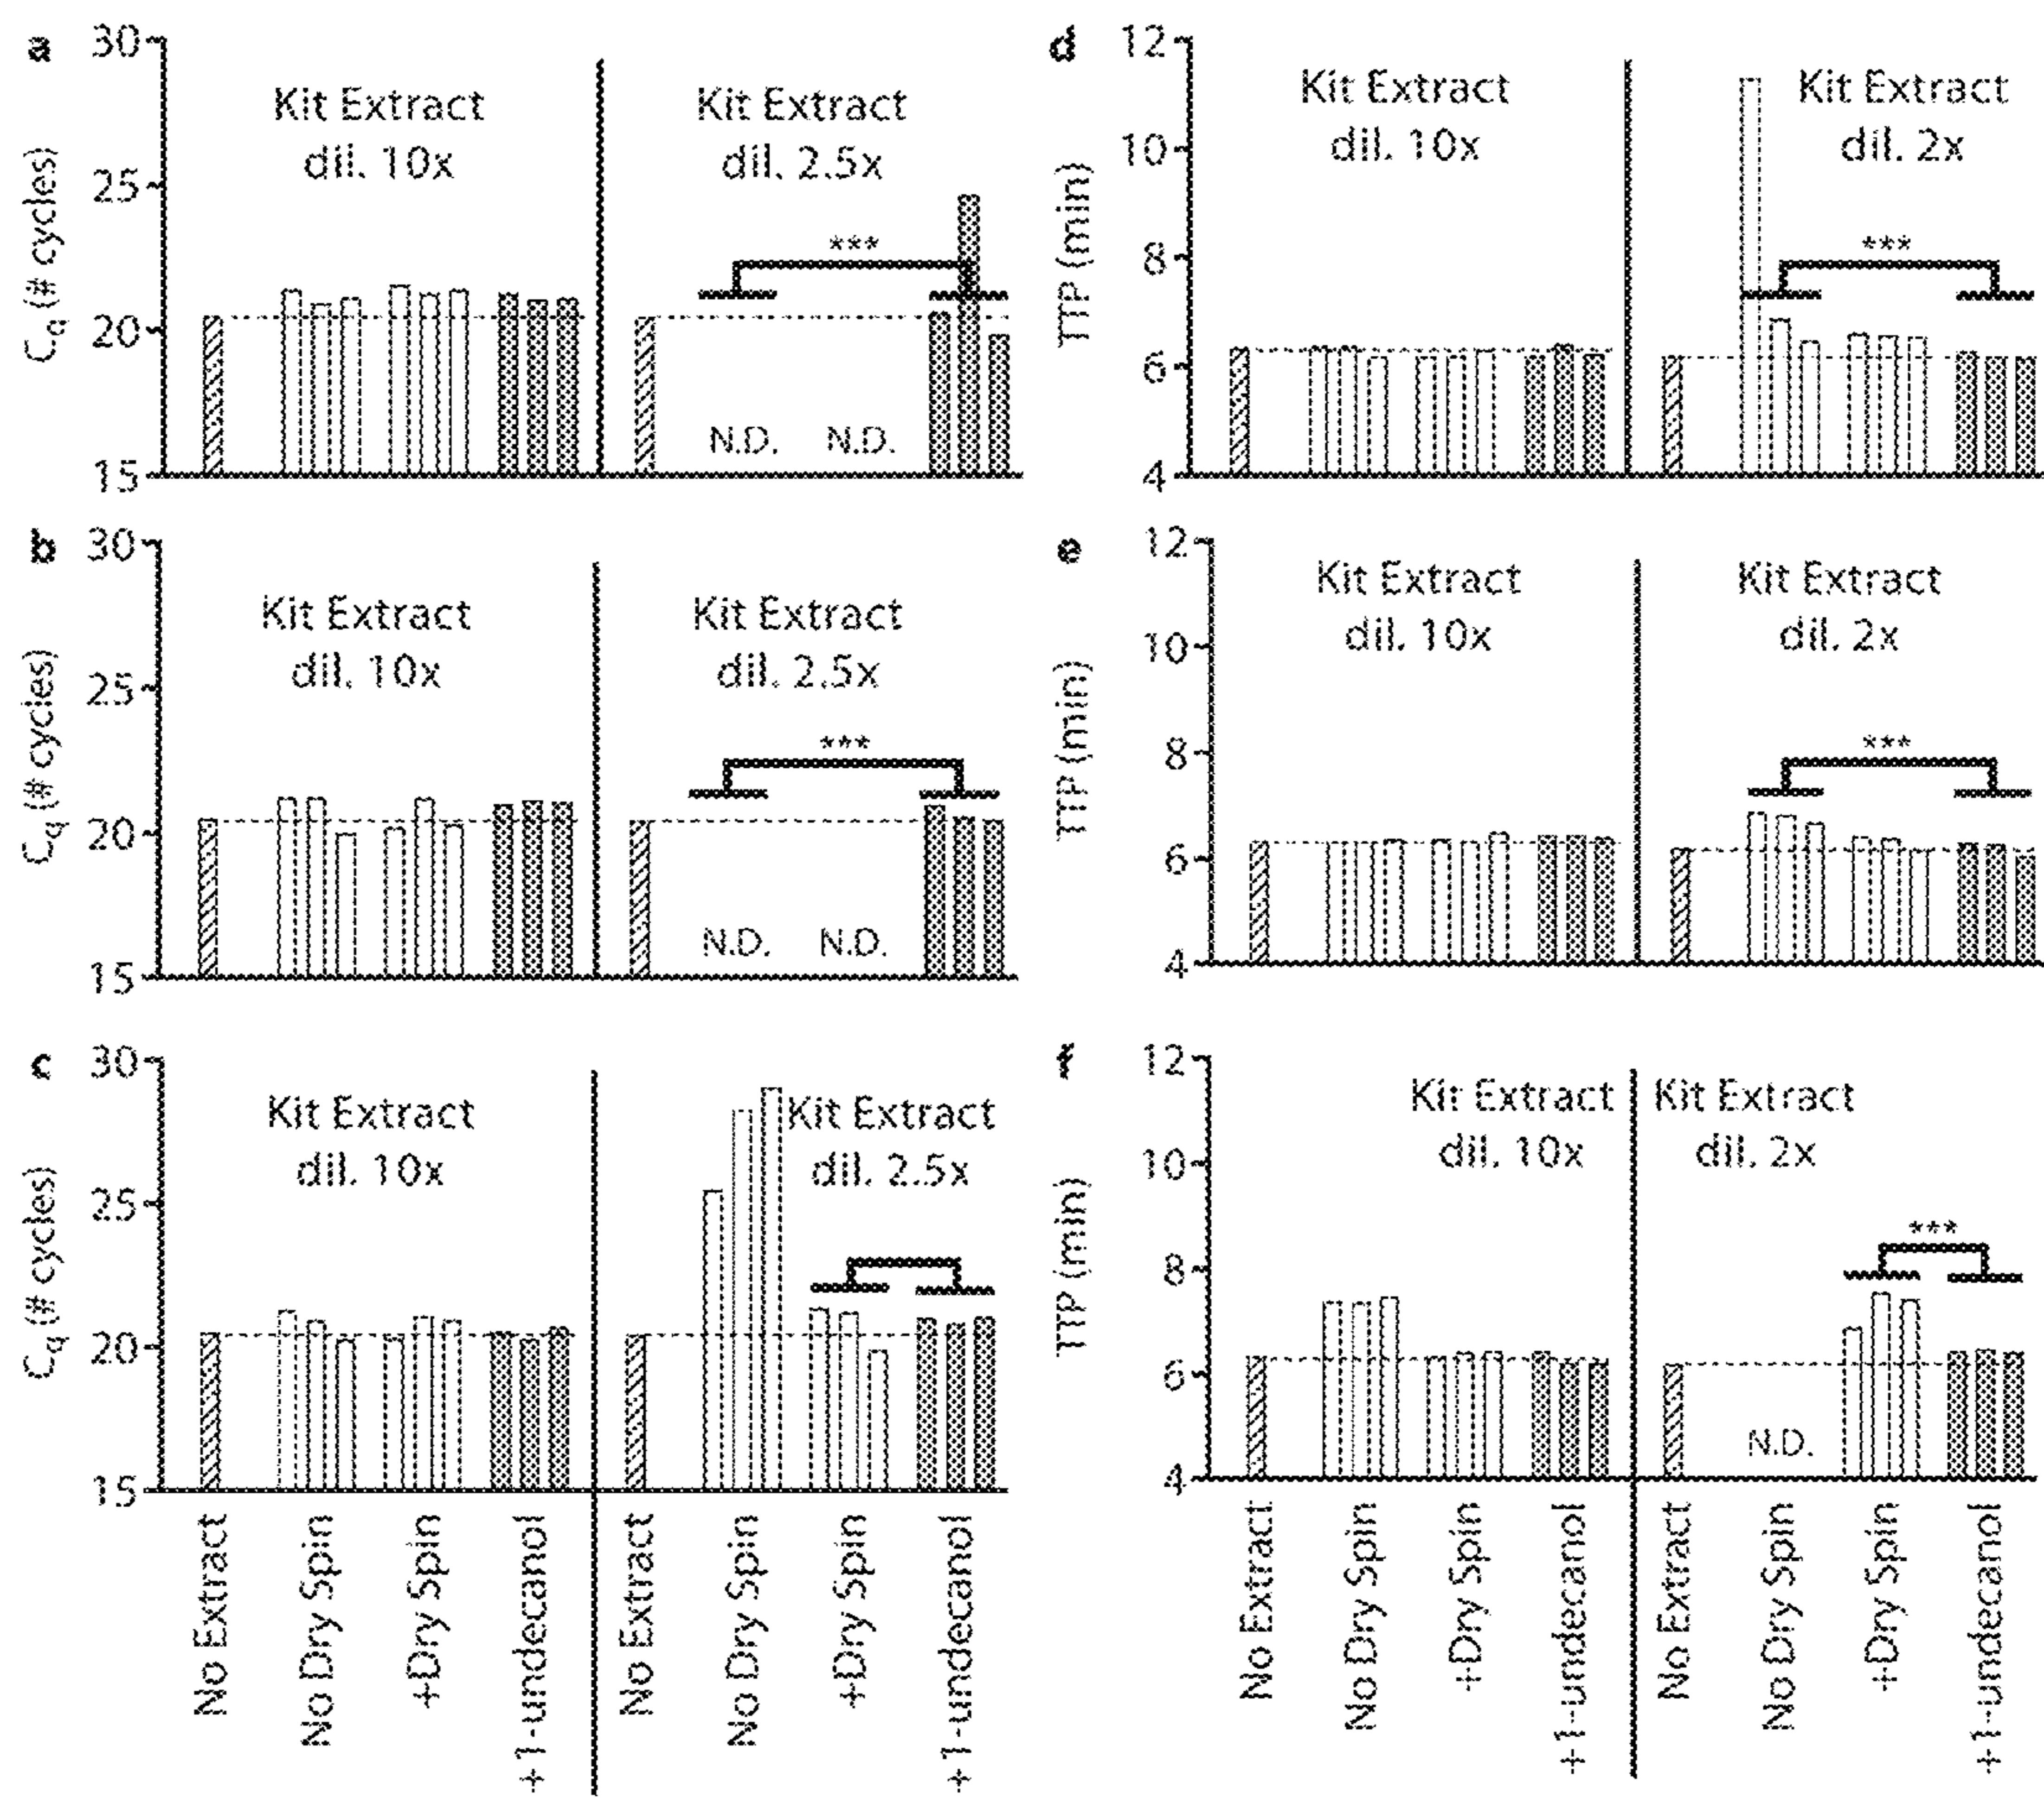 a
30
25
20
15
Cq (# cycles)
Kit Extract
dil. 10x
Kit Extract
dil. 2.5x
***
N.D.
N.D.
d
12
10
8
6
4
TTP (min)
Kit Extract
dil. 10x
Kit Extract
dil. 2x
***
b
30
25
20
15
Cq (# cycles)
Kit Extract
dil. 10x
Kit Extract
dil. 2.5x
***
N.D.
N.D.
e
12
10
8
6
4
TTP (min)
Kit Extract
dil. 10x
Kit Extract
dil. 2x
***
c
30
25
20
15
Cq (# cycles)
Kit Extract
dil. 10x
Kit Extract
dil. 2.5x
No Extract
No Dry Spin
+Dry Spin
+1-undecanol
No Extract
No Dry Spin
+Dry Spin
+1-undecanol
f
12
10
8
6
4
TTP (min)
Kit Extract
dil. 10x
Kit Extract
dil. 2x
***
N.D.
No Extract
No Dry Spin
+Dry Spin
+1-undecanol
No Extract
No Dry Spin
+Dry Spin
+1-undecanol